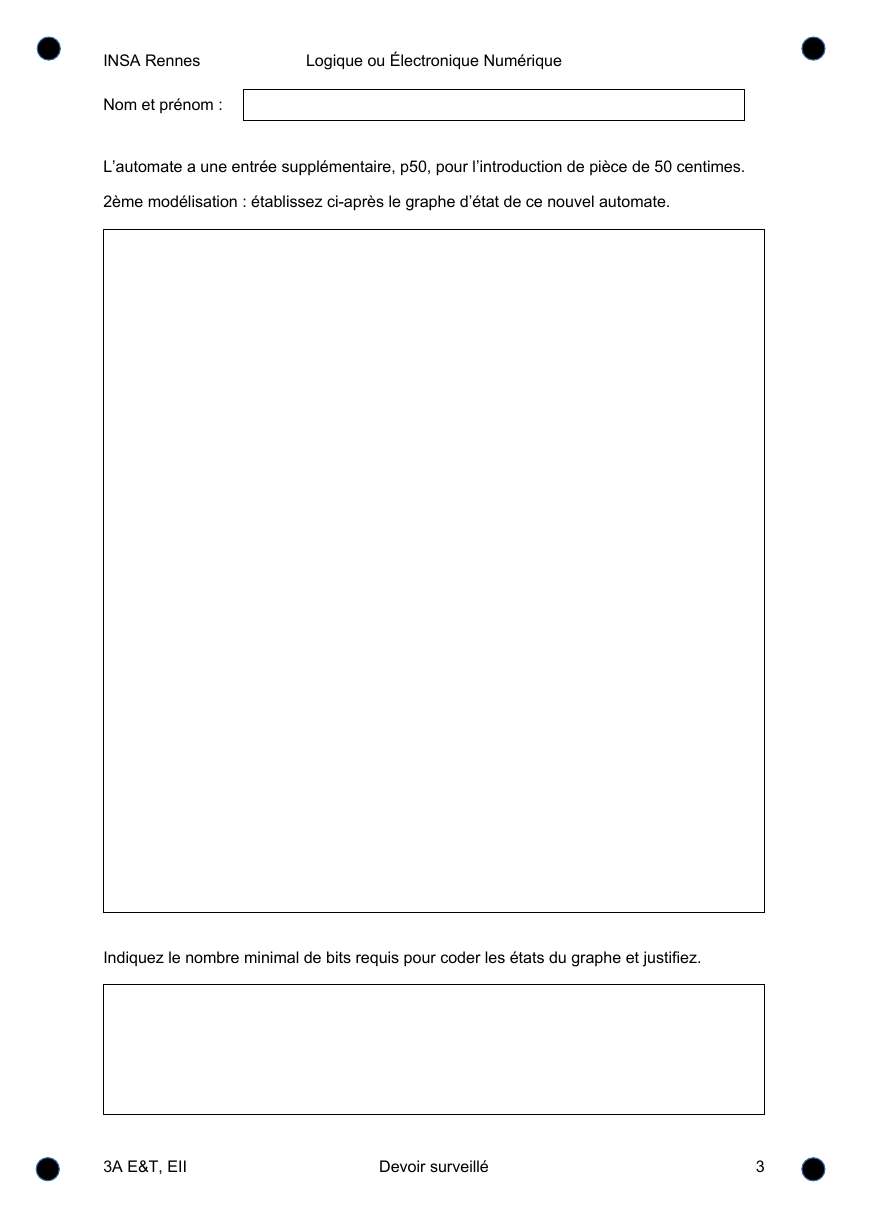 INSA Rennes Logique ou Électronique Numérique
Nom et prénom :
L’automate a une entrée supplémentaire, p50, pour l’introduction de pièce de 50 centimes.
2ème modélisation : établissez ci-après le graphe d’état de ce nouvel automate.
Indiquez le nombre minimal de bits requis pour coder les états du graphe et justifiez.
3A E&T, EII Devoir surveillé 3